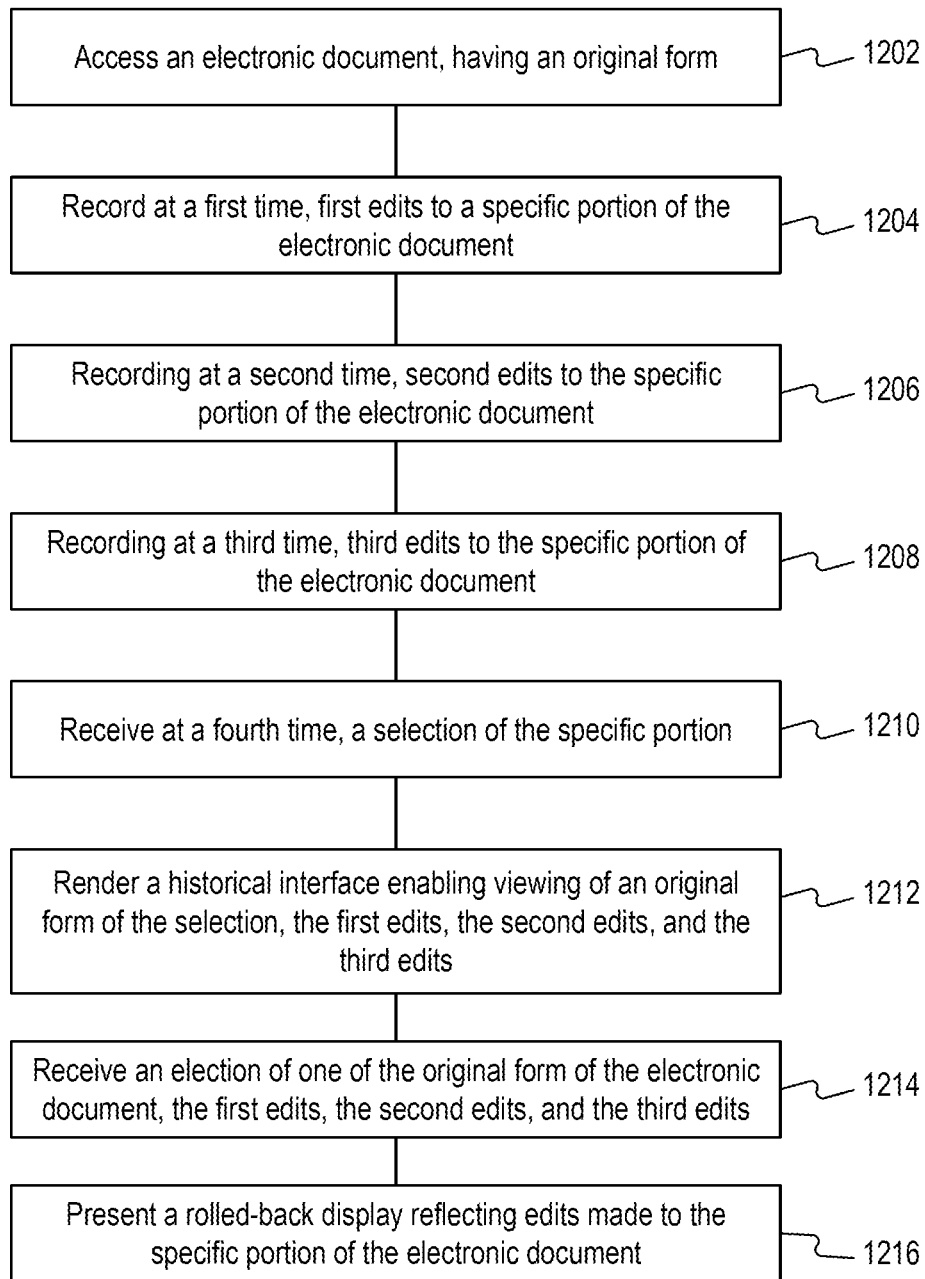 Access an electronic document, having an original form
1202
Record at a first time, first edits to a specific portion of the
electronic document
1204
Recording at a second time, second edits to the specific
portion of the electronic document
1206
Recording at a third time, third edits to the specific portion of
the electronic document
1208
Receive at a fourth time, a selection of the specific portion
1210
Render a historical interface enabling viewing of an original
form of the selection, the first edits, the second edits, and the
third edits
1212
Receive an election of one of the original form of the electronic
document, the first edits, the second edits, and the third edits
1214
Present a rolled-back display reflecting edits made to the
specific portion of the electronic document
1216